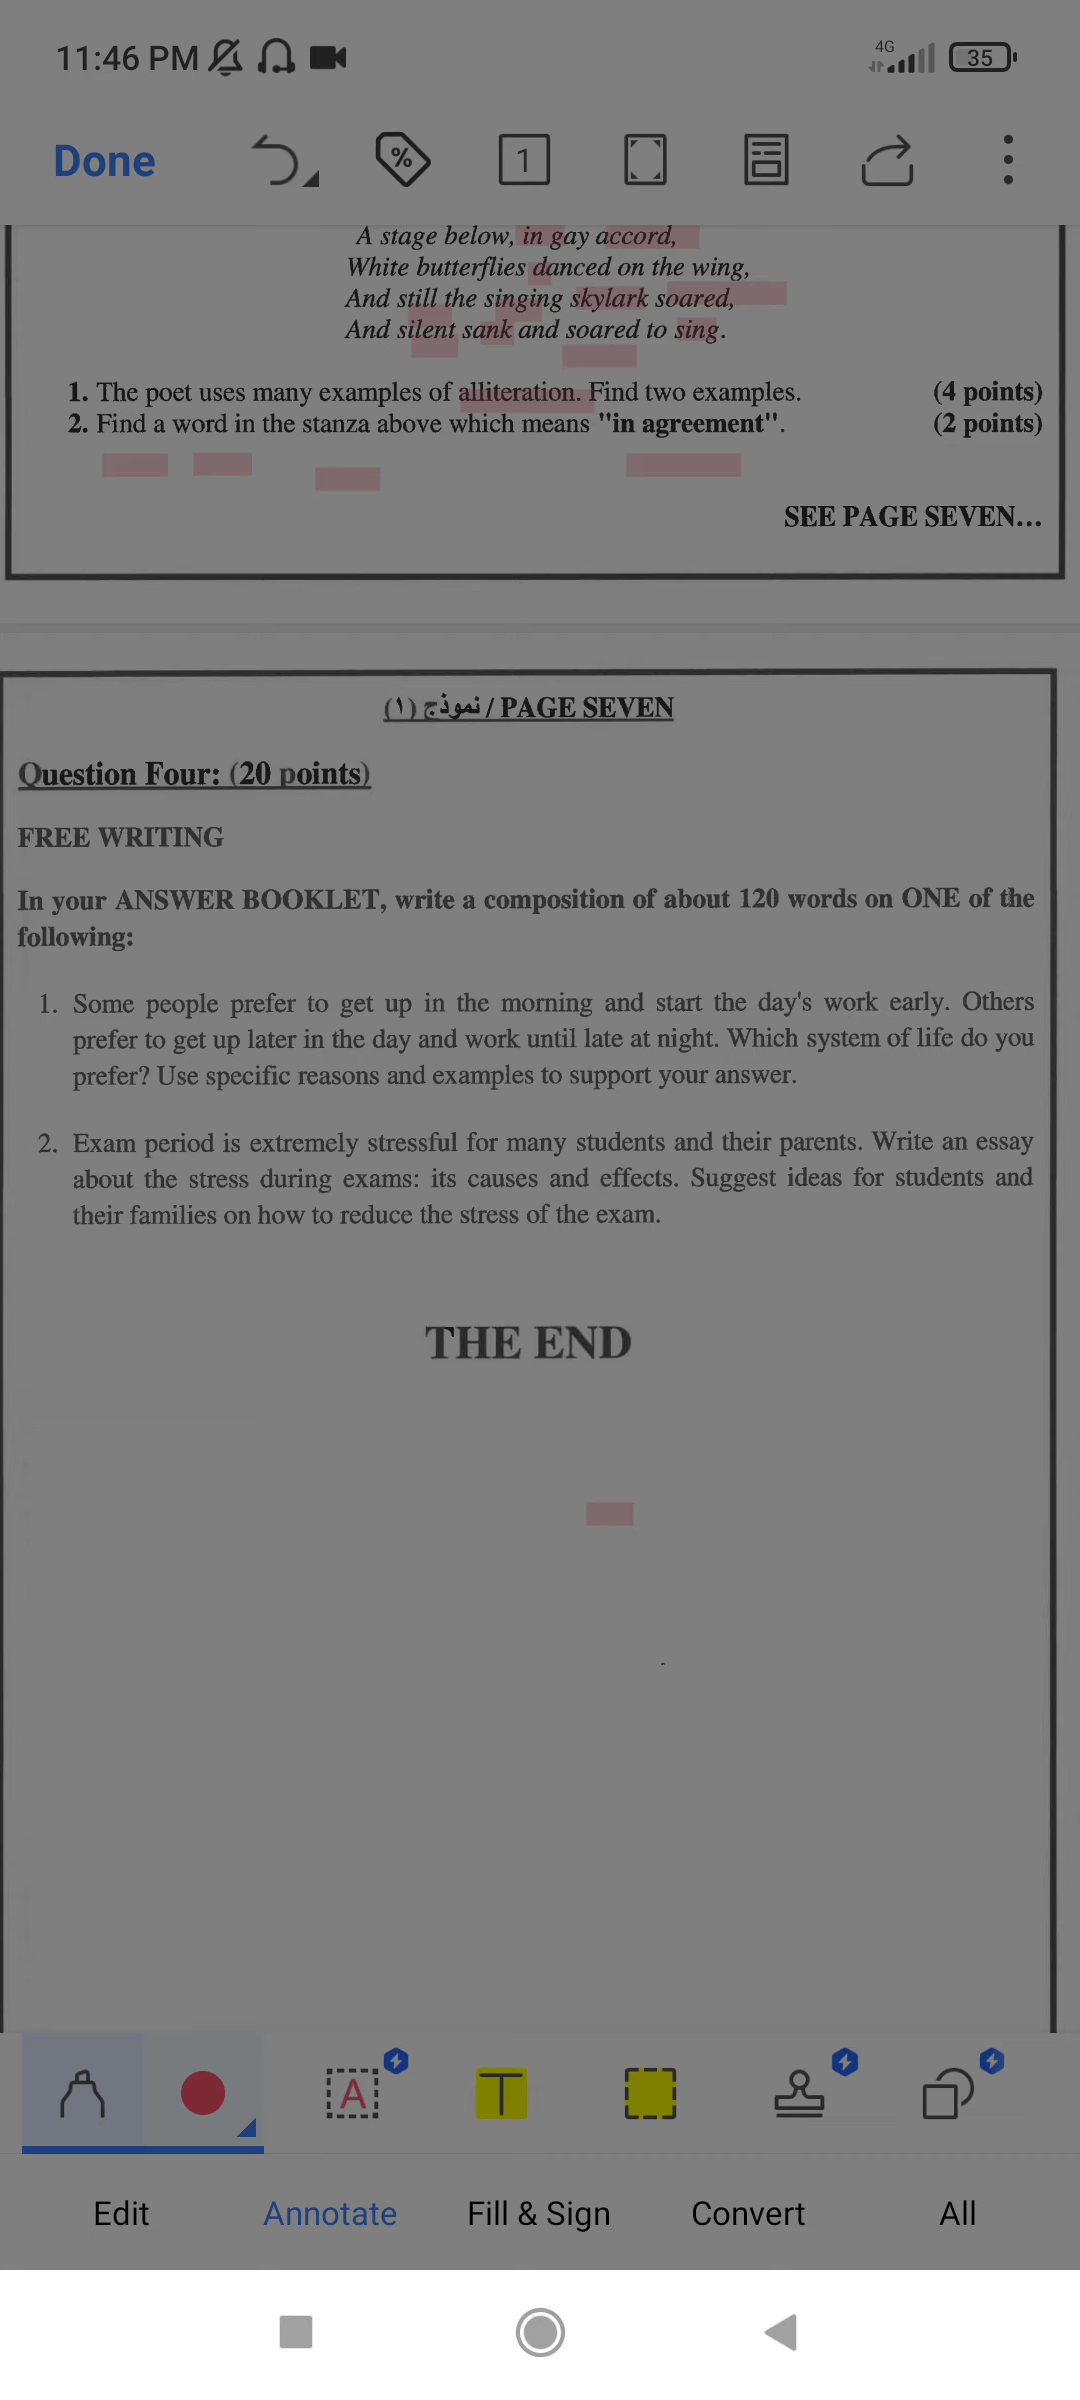 11:46 PM
4G
35
Done
%
1
A stage below, in gay accord,
White butterflies danced on the wing,
And still the singing skylark soared,
And silent sank and soared to sing.
1. The poet uses many examples of alliteration. Find two examples. (4 points)
2. Find a word in the stanza above which means "in agreement". (2 points)
SEE PAGE SEVEN...
PAGE SEVEN / نموذج (١)
Question Four: (20 points)
FREE WRITING
In your ANSWER BOOKLET, write a composition of about 120 words on ONE of the
following:
1. Some people prefer to get up in the morning and start the day's work early. Others
prefer to get up later in the day and work until late at night. Which system of life do you
prefer? Use specific reasons and examples to support your answer.
2. Exam period is extremely stressful for many students and their parents. Write an essay
about the stress during exams: its causes and effects. Suggest ideas for students and
their families on how to reduce the stress of the exam.
THE END
A
T
Edit
Annotate
Fill & Sign
Convert
All